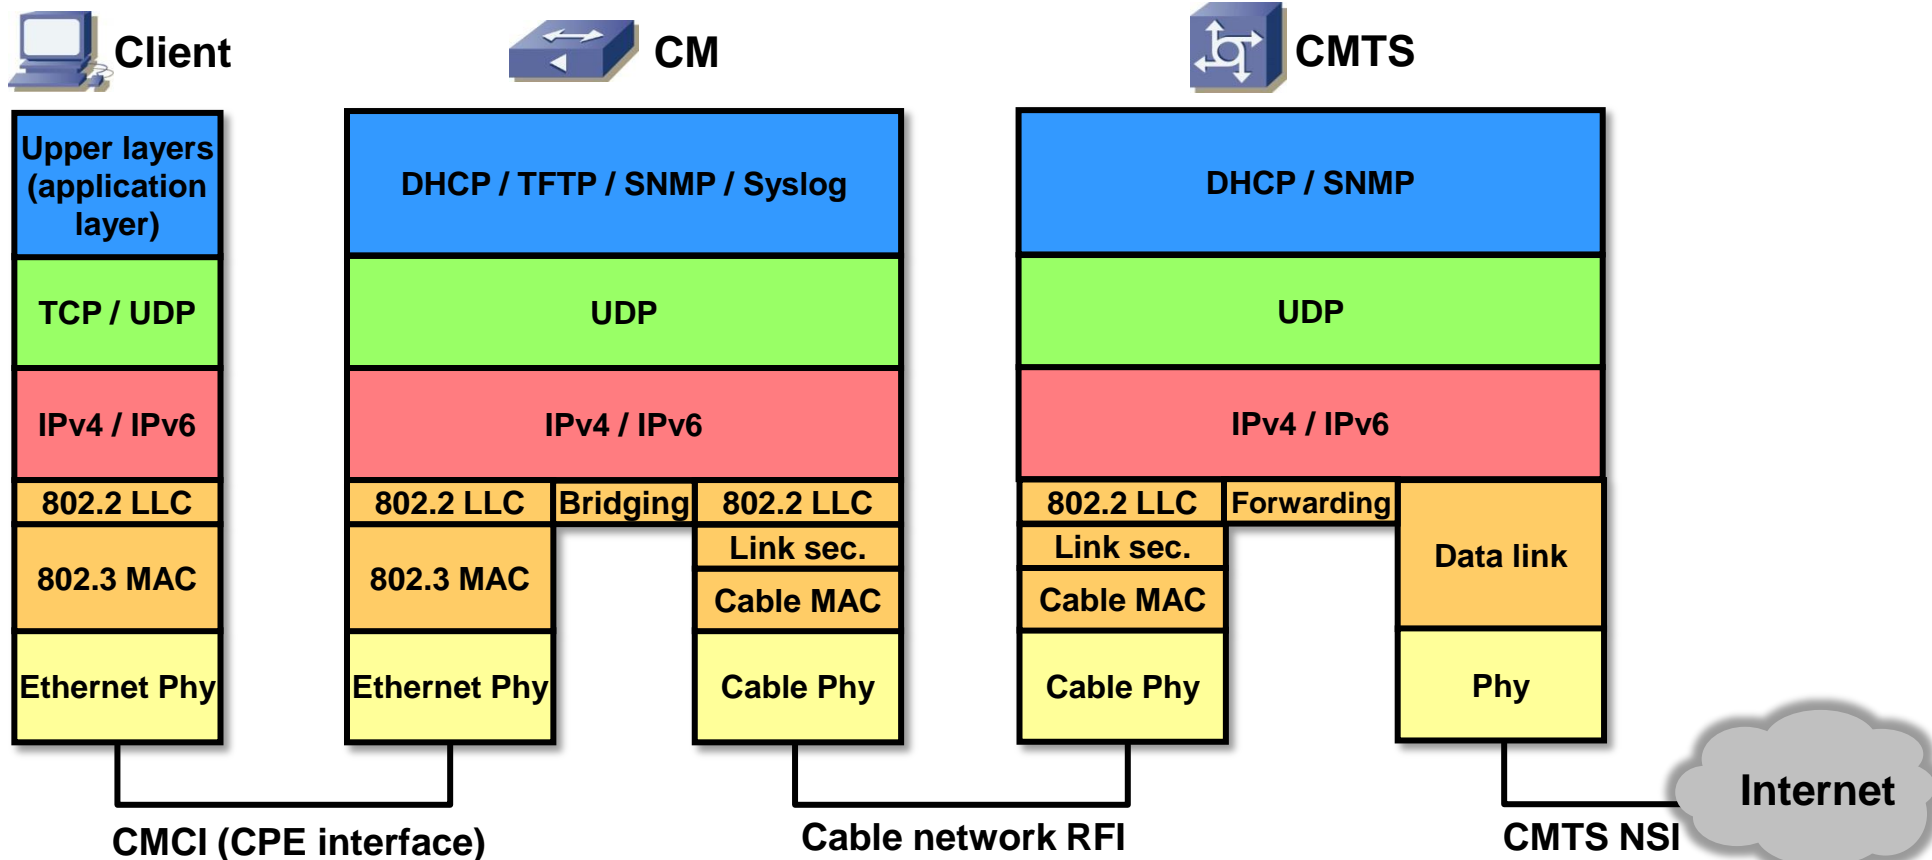 Client
CM
CMTS
Upper layers
(application
layer)
TCP / UDP
IPv4 / IPv6
802.2 LLC
802.3 MAC
Ethernet Phy
DHCP / TFTP / SNMP / Syslog
UDP
IPv4 / IPv6
802.2 LLC
Bridging
802.2 LLC
802.3 MAC
Link sec.
Cable MAC
Ethernet Phy
Cable Phy
DHCP / SNMP
UDP
IPv4 / IPv6
802.2 LLC
Forwarding
Link sec.
Cable MAC
Data link
Cable Phy
Phy
CMCI (CPE interface)
Cable network RFI
CMTS NSI
Internet